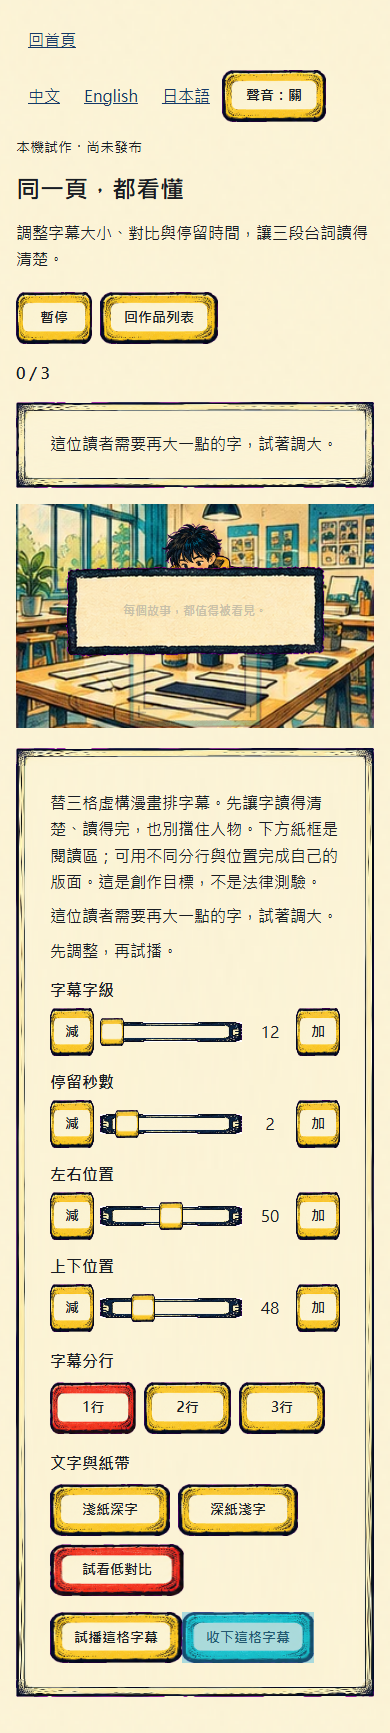 回首頁
中文 English 日本語 聲音：關
本機試作・尚未發布
同一頁，都看懂
調整字幕大小、對比與停留時間，讓三段台詞讀得
清楚。
暫停 回作品列表
0 / 3
這位讀者需要再大一點的字，試著調大。
每個故事，都值得被看見。
替三格虛構漫畫排字幕。先讓字讀得清
楚、讀得完，也別擋住人物。下方紙框是
閱讀區；可用不同分行與位置完成自己的
版面。這是創作目標，不是法律測驗。
這位讀者需要再大一點的字，試著調大。
先調整，再試播。
字幕字級
減 12 加
停留秒數
減 2 加
左右位置
減 50 加
上下位置
減 48 加
字幕分行
1行 2行 3行
文字與紙帶
淺紙深字 深紙淺字
試看低對比
試播這格字幕 收下這格字幕